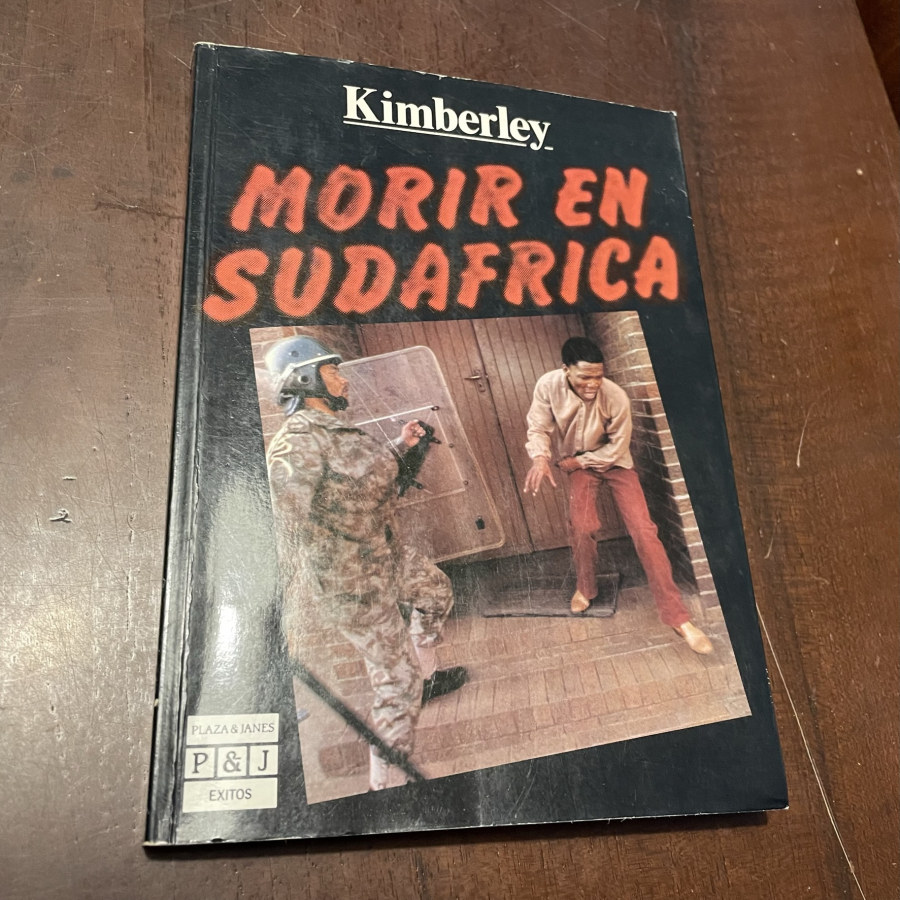 Kimberley
MORIR EN
SUDAFRICA
PLAZA & JANES
P & J
EXITOS